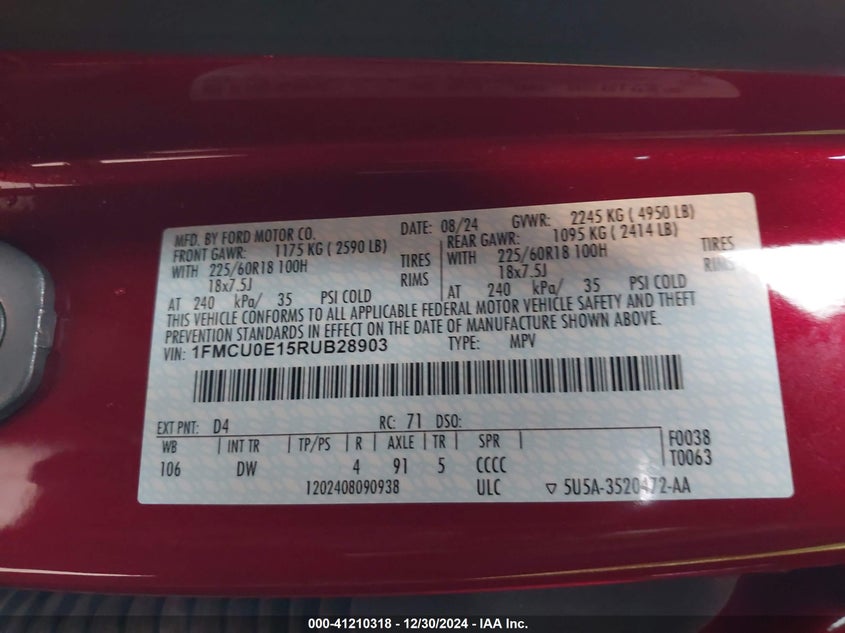 MFD. BY FORD MOTOR CO.
DATE: 08/24 GVWR: 2245 KG ( 4950 LB)
FRONT GAWR: 1175 KG ( 2590 LB)
REAR GAWR: 1095 KG ( 2414 LB)
WITH 225/60R18 100H TIRES
WITH 225/60R18 100H TIRES
18x7.5J RIMS
18x7.5J RIMS
AT 240 kPa/ 35 PSI COLD
AT 240 kPa/ 35 PSI COLD
THIS VEHICLE CONFORMS TO ALL APPLICABLE FEDERAL MOTOR VEHICLE SAFETY AND THEFT
PREVENTION STANDARDS IN EFFECT ON THE DATE OF MANUFACTURE SHOWN ABOVE.
VIN: 1FMCU0E15RUB28903 TYPE: MPV
EXT PNT: D4 RC: 71 DSO:
WB INT TR TP/PS R AXLE TR SPR F0038
106 DW 4 91 5 CCCC T0063
1202408090938 ULC ▽ 5U5A-3520472-AA
000-41210318 - 12/30/2024 - IAA Inc.